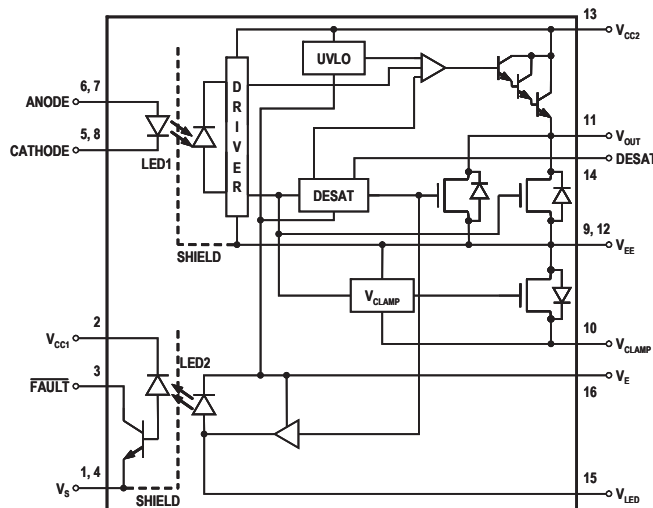 13
VCC2
UVLO
6, 7
ANODE
DRIVER
11
VOUT
5, 8
CATHODE
LED1
DESAT
DESAT
14
9, 12
SHIELD
VEE
VCLAMP
2
VCC1
10
VCLAMP
3
FAULT
LED2
VE
16
1, 4
VS
SHIELD
15
VLED